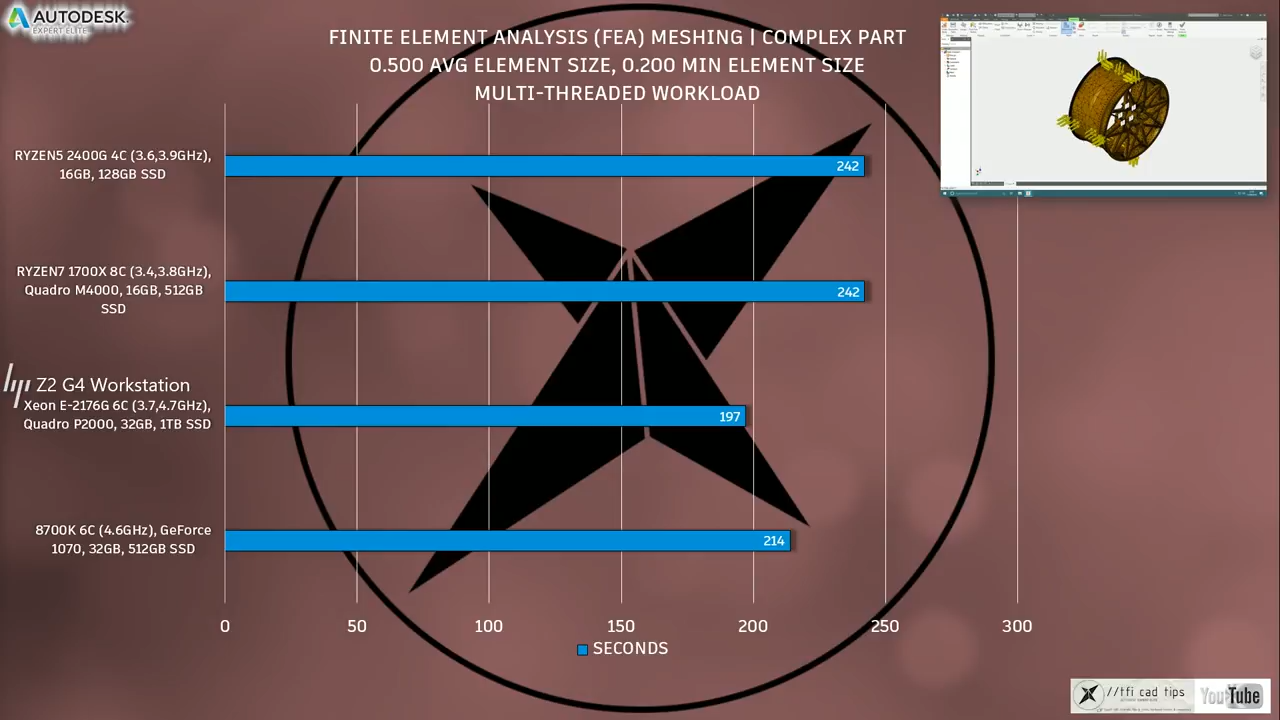 AUTODESK.
EXPERT ELITE
FINITE ELEMENT ANALYSIS (FEA) MESHING | COMPLEX PART
0.500 AVG ELEMENT SIZE, 0.200 MIN ELEMENT SIZE
MULTI-THREADED WORKLOAD
RYZEN5 2400G 4C (3.6,3.9GHz),
16GB, 128GB SSD
242
RYZEN7 1700X 8C (3.4,3.8GHz),
Quadro M4000, 16GB, 512GB
SSD
242
hp Z2 G4 Workstation
Xeon E-2176G 6C (3.7,4.7GHz),
Quadro P2000, 32GB, 1TB SSD
197
8700K 6C (4.6GHz), GeForce
1070, 32GB, 512GB SSD
214
0 50 100 150 200 250 300
SECONDS
//tfi cad tips
YouTube